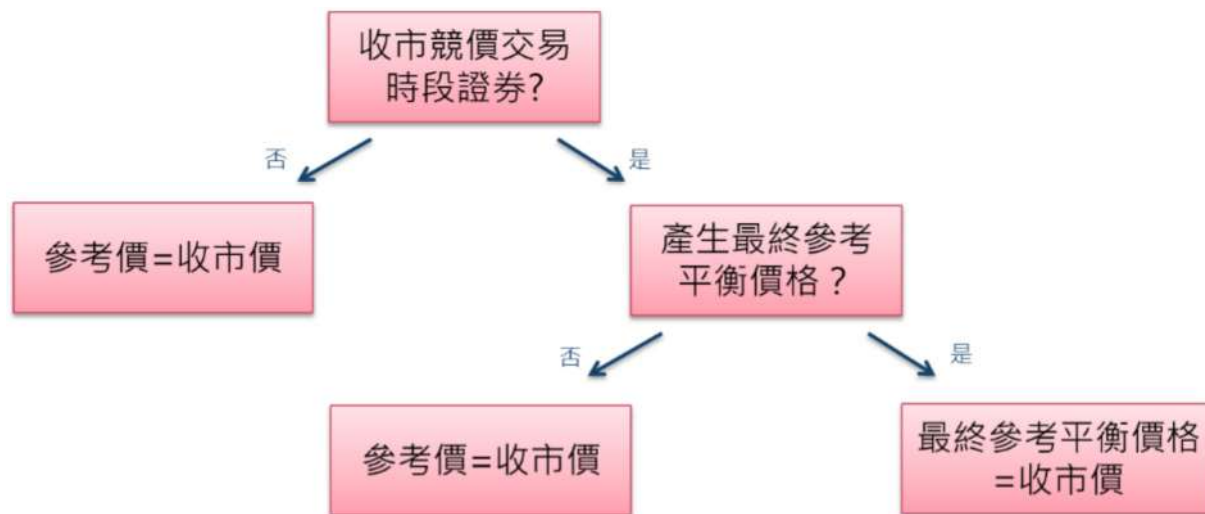 收市競價交易
時段證券?
否
是
參考價=收市價
產生最終參考
平衡價格？
否
是
參考價=收市價
最終參考平衡價格
=收市價